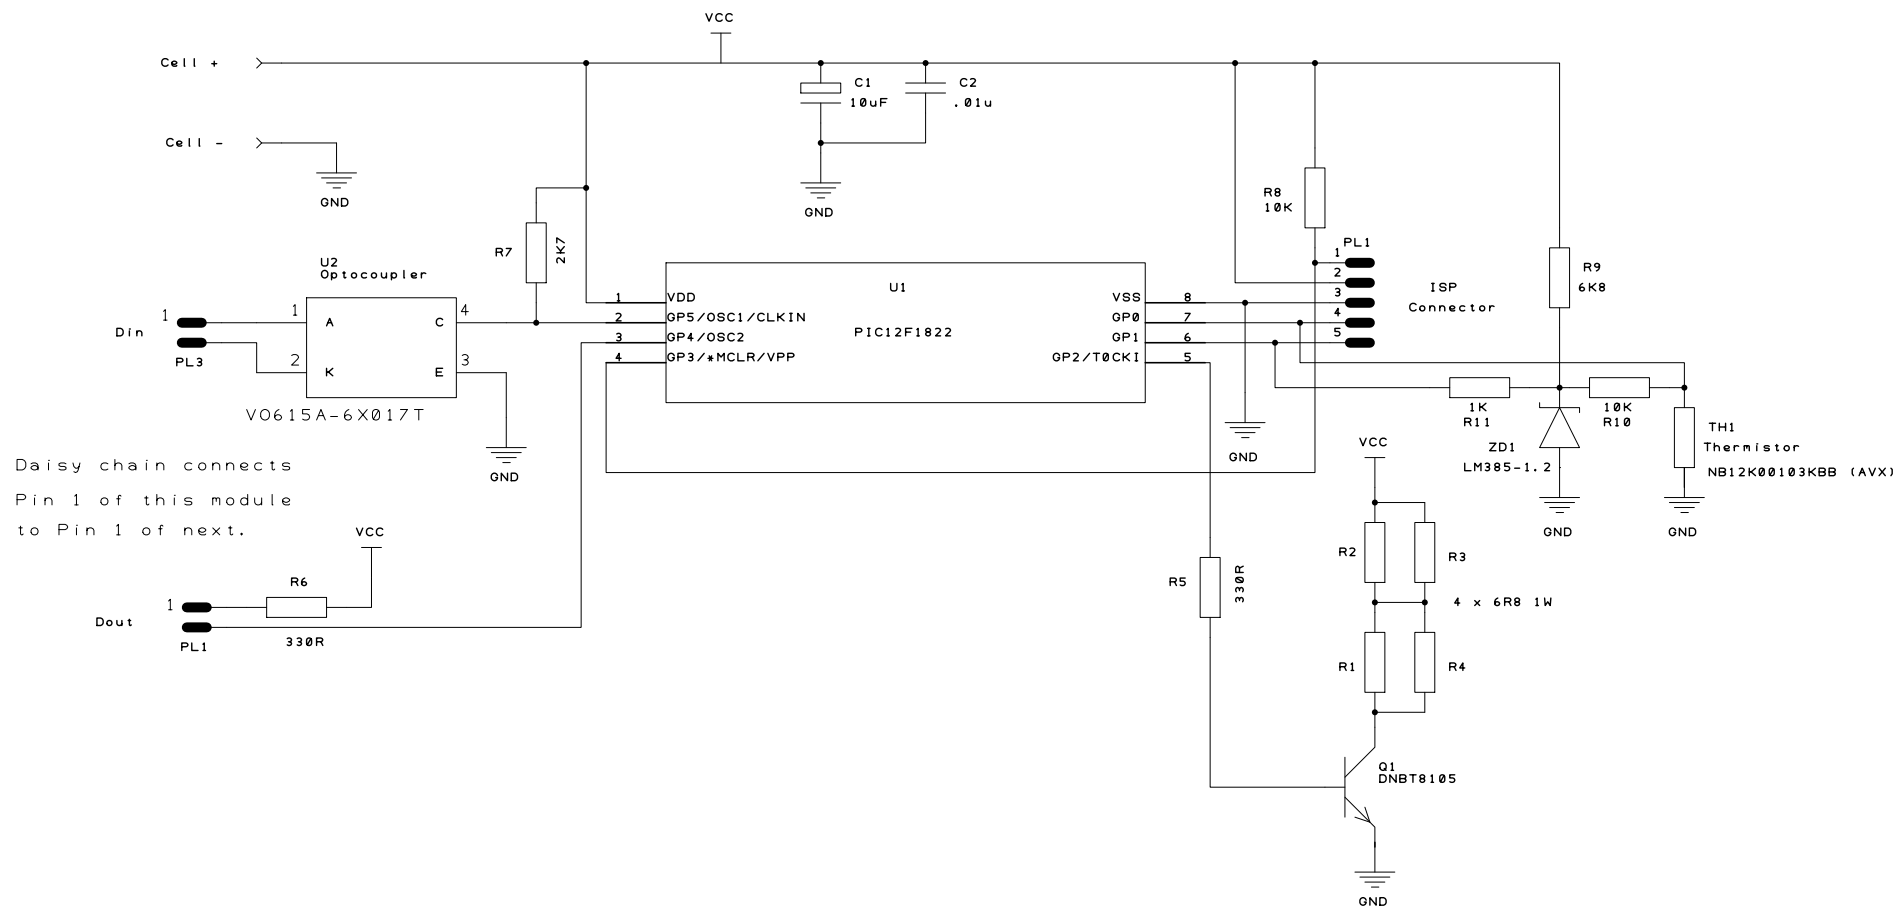 VCC
Cell +
C1
10uF
C2
.01u
Cell -
GND
GND
R8
10K
R7
2K7
PL1
1
2
3
4
5
ISP
Connector
R9
6K8
U2
Optocoupler
1
A
C
4
2
K
E
3
VO615A-6X017T
Din
1
PL3
GND
U1
PIC12F1822
1
VDD
2
GP5/OSC1/CLKIN
3
GP4/OSC2
4
GP3/*MCLR/VPP
VSS
8
GP0
7
GP1
6
GP2/T0CKI
5
GND
1K
R11
10K
R10
ZD1
LM385-1.2
TH1
Thermistor
NB12K00103KBB (AVX)
GND
GND
Daisy chain connects
Pin 1 of this module
to Pin 1 of next.
VCC
R6
330R
1
Dout
PL1
R5
330R
VCC
R2
R3
4 x 6R8 1W
R1
R4
Q1
DNBT8105
GND